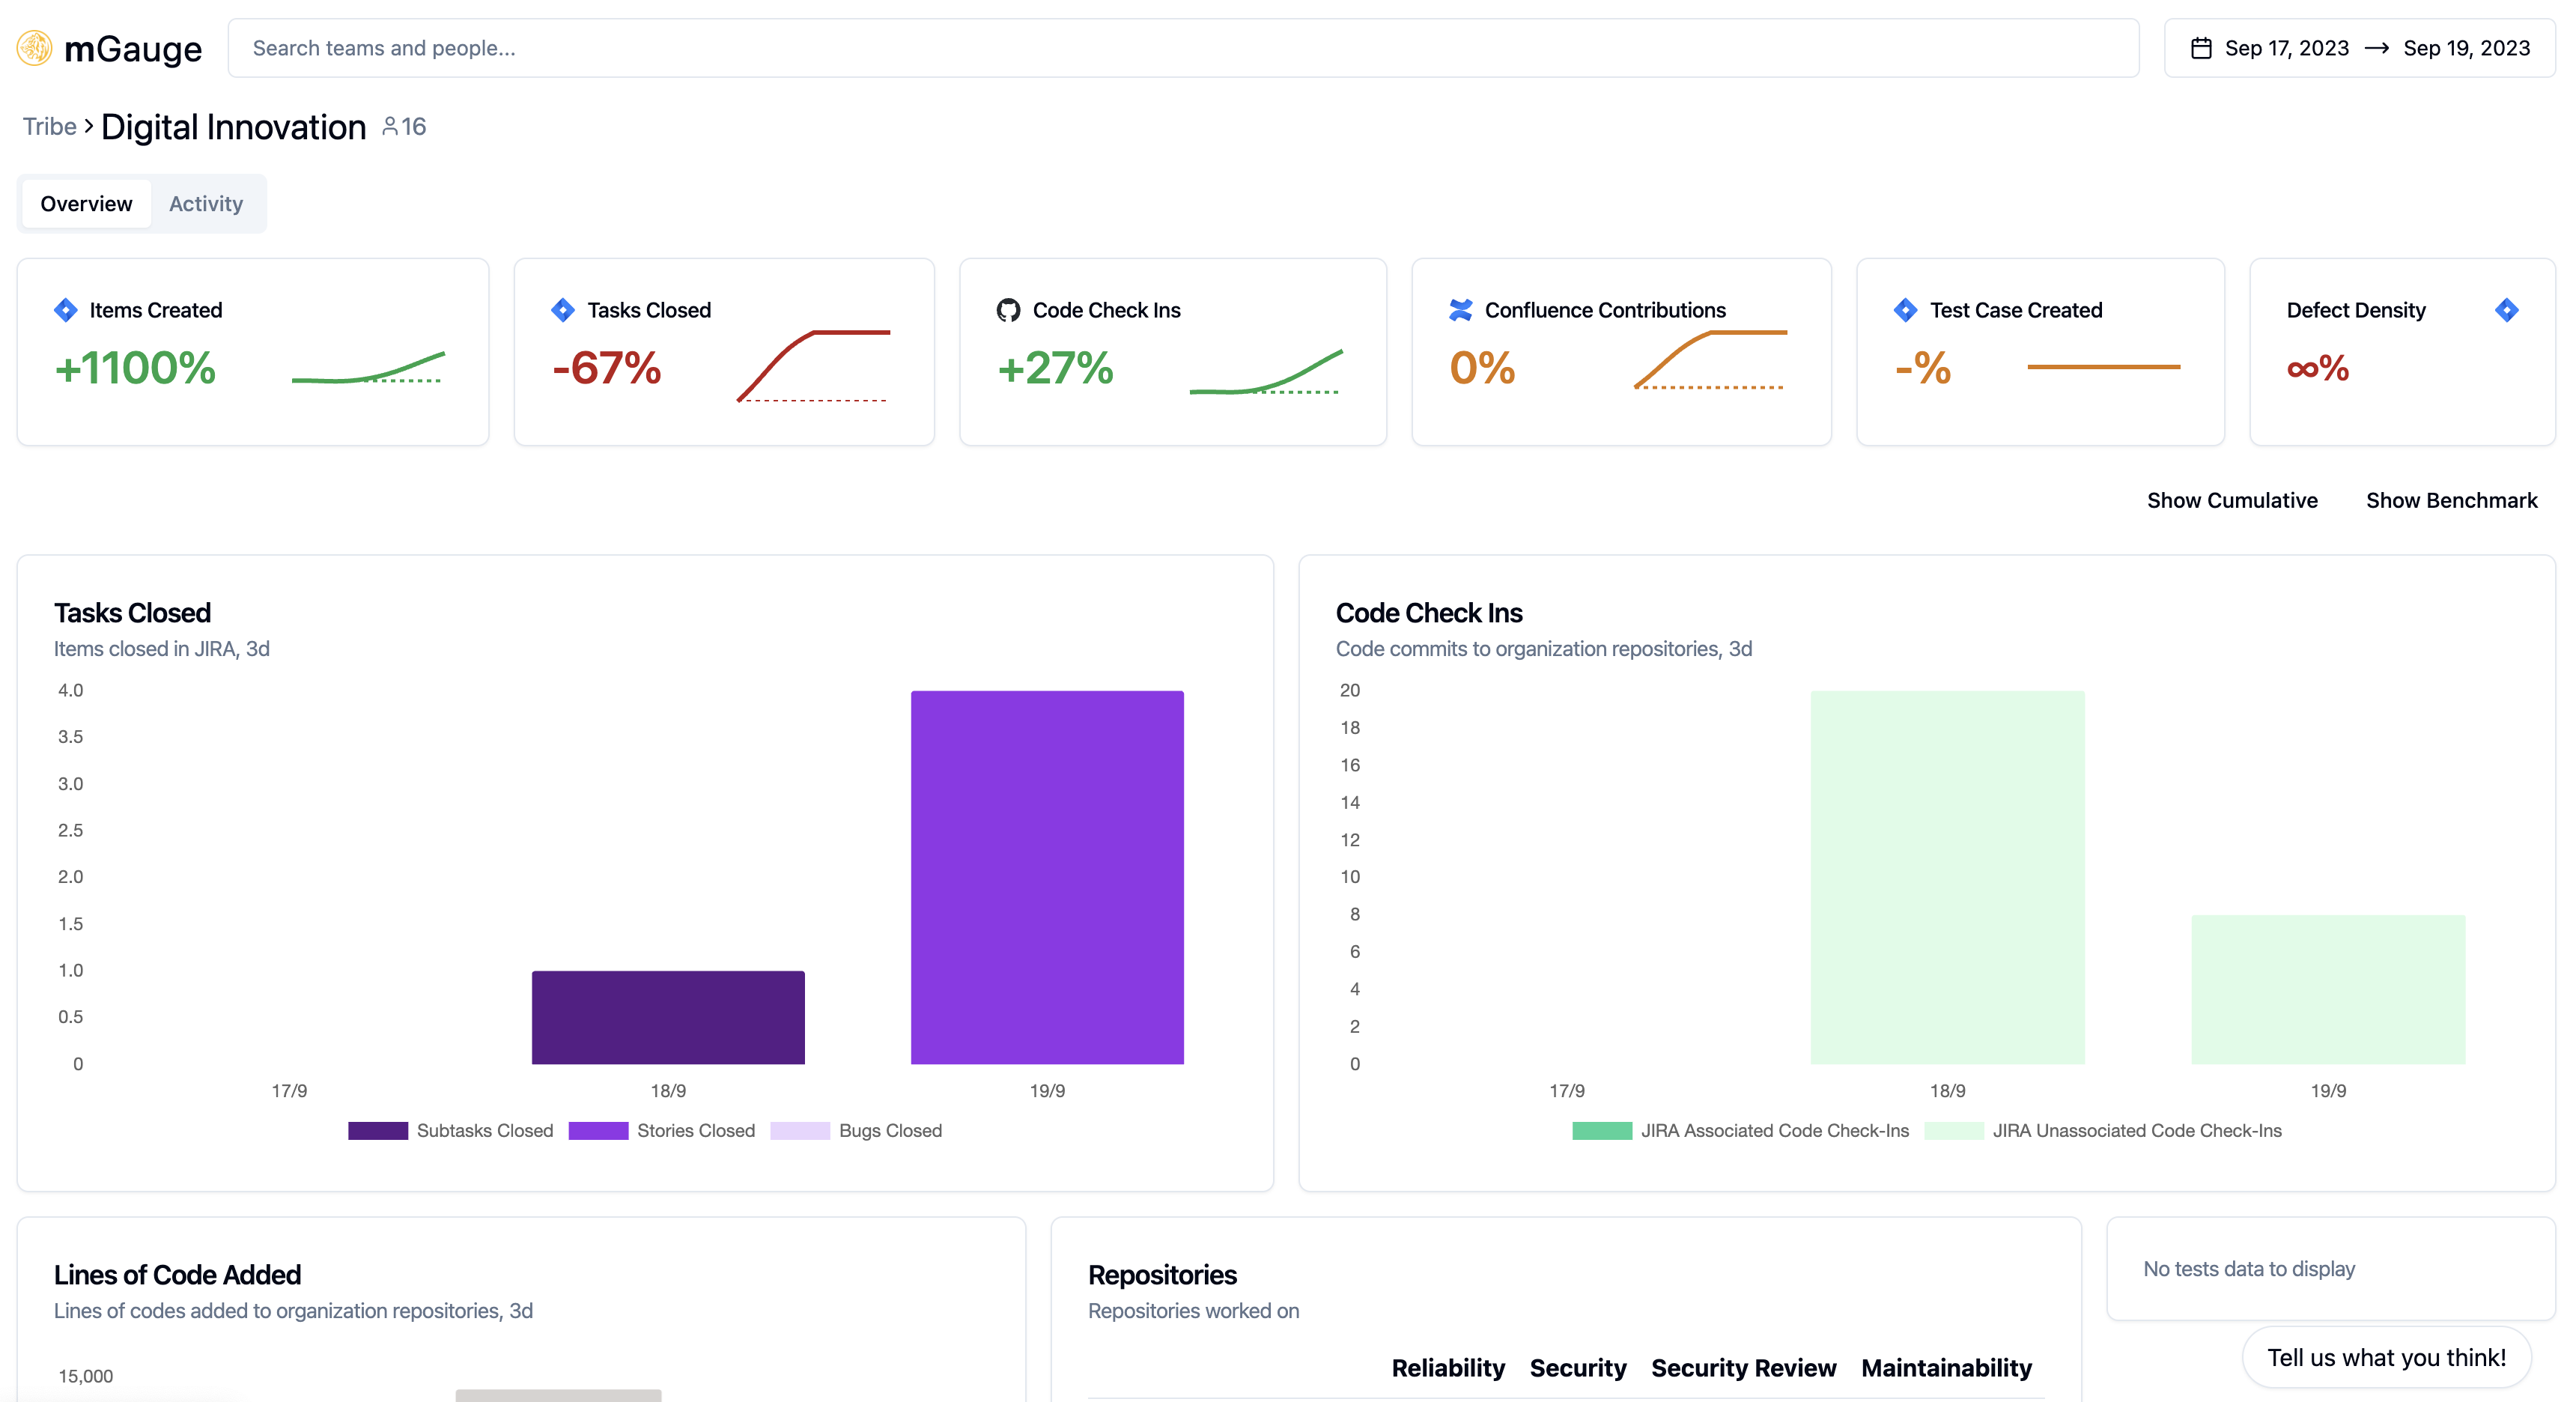 mGauge
Search teams and people...
Sep 17, 2023 → Sep 19, 2023
Tribe > Digital Innovation 16
Overview Activity
Items Created
+1100%
Tasks Closed
-67%
Code Check Ins
+27%
Confluence Contributions
0%
Test Case Created
-%
Defect Density
∞%
Show Cumulative Show Benchmark
Tasks Closed
Items closed in JIRA, 3d
4.0
3.5
3.0
2.5
2.0
1.5
1.0
0.5
0
17/9 18/9 19/9
Subtasks Closed Stories Closed Bugs Closed
Code Check Ins
Code commits to organization repositories, 3d
20
18
16
14
12
10
8
6
4
2
0
17/9 18/9 19/9
JIRA Associated Code Check-Ins JIRA Unassociated Code Check-Ins
Lines of Code Added
Lines of codes added to organization repositories, 3d
15,000
Repositories
Repositories worked on
Reliability Security Security Review Maintainability
No tests data to display
Tell us what you think!